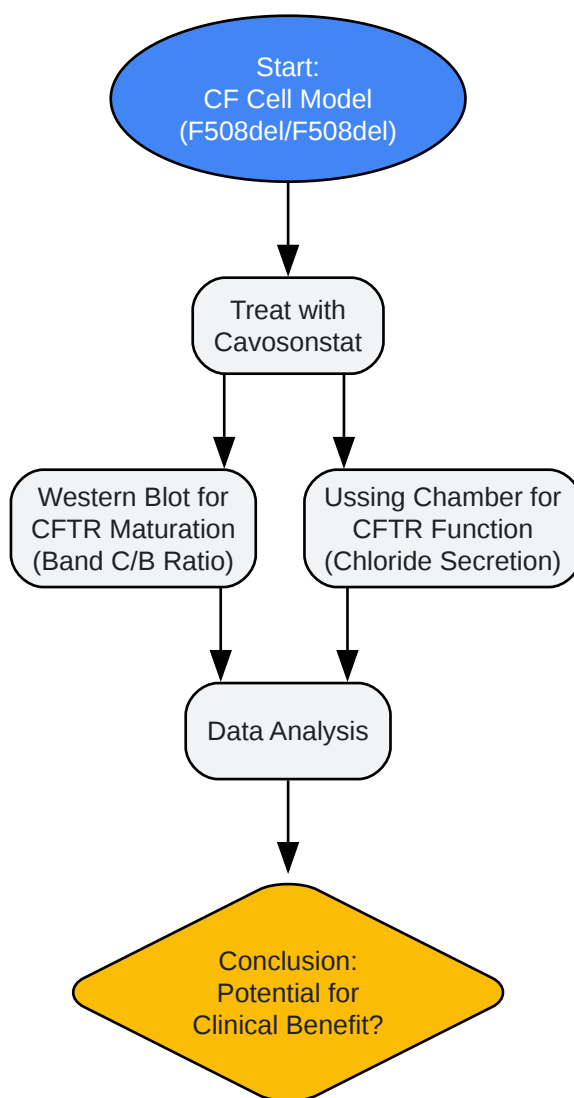 Start:
CF Cell Model
(F508del/F508del)
Treat with
Cavosonstat
Western Blot for
CFTR Maturation
(Band C/B Ratio)
Ussing Chamber for
CFTR Function
(Chloride Secretion)
Data Analysis
Conclusion:
Potential for
Clinical Benefit?